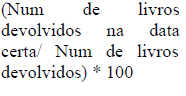 (Num de livros
devolvidos na data
certa/ Num de livros
devolvidos) * 100